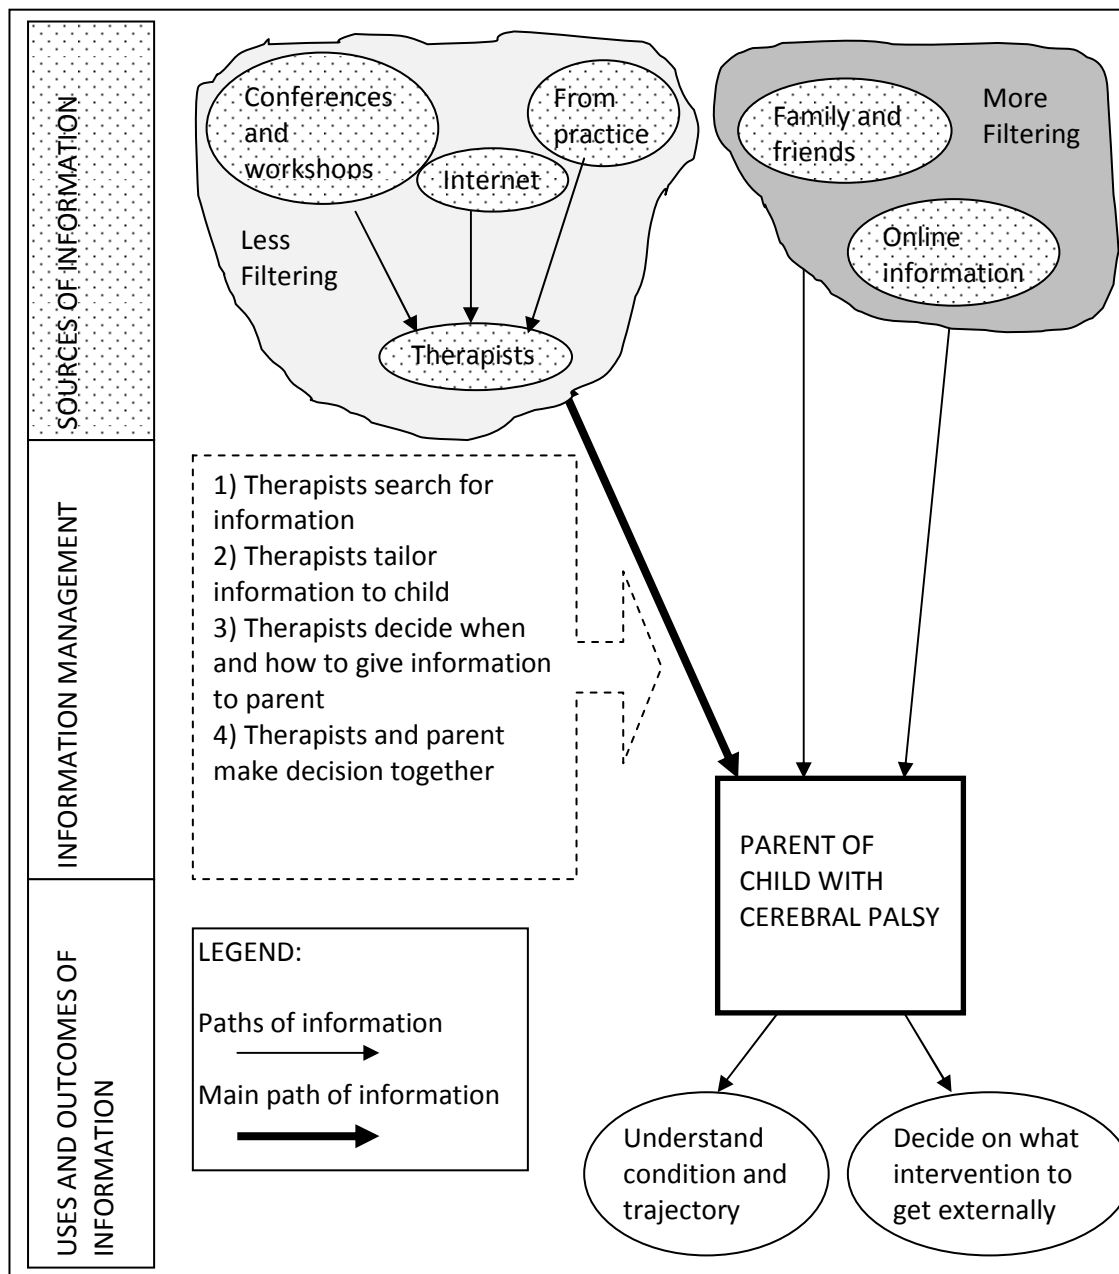 SOURCES OF INFORMATION
Conferences
and
workshops
From
practice
Internet
Less
Filtering
Therapists
More
Filtering
Family and
friends
Online
information
INFORMATION MANAGEMENT
1) Therapists search for
information
2) Therapists tailor
information to child
3) Therapists decide when
and how to give information
to parent
4) Therapists and parent
make decision together
PARENT OF
CHILD WITH
CEREBRAL PALSY
USES AND OUTCOMES OF
INFORMATION
LEGEND:
Paths of information
Main path of information
Understand
condition and
trajectory
Decide on what
intervention to
get externally